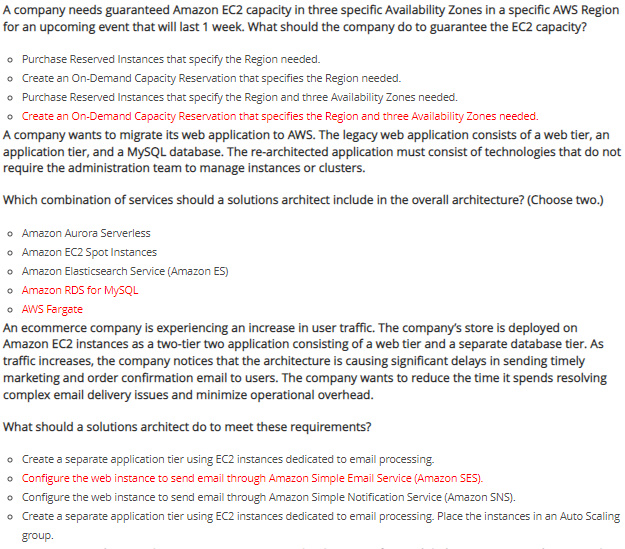 A company needs guaranteed Amazon EC2 capacity in three specific Availability Zones in a specific AWS Region
for an upcoming event that will last 1 week. What should the company do to guarantee the EC2 capacity?
Purchase Reserved Instances that specify the Region needed.
Create an On-Demand Capacity Reservation that specifies the Region needed.
Purchase Reserved Instances that specify the Region and three Availability Zones needed.
Create an On-Demand Capacity Reservation that specifies the Region and three Availability Zones needed.
A company wants to migrate its web application to AWS. The legacy web application consists of a web tier, an
application tier, and a MySQL database. The re-architected application must consist of technologies that do not
require the administration team to manage instances or clusters.
Which combination of services should a solutions architect include in the overall architecture? (Choose two.)
Amazon Aurora Serverless
Amazon EC2 Spot Instances
Amazon Elasticsearch Service (Amazon ES)
Amazon RDS for MySQL
AWS Fargate
An ecommerce company is experiencing an increase in user traffic. The company's store is deployed on
Amazon EC2 instances as a two-tier two application consisting of a web tier and a separate database tier. As
traffic increases, the company notices that the architecture is causing significant delays in sending timely
marketing and order confirmation email to users. The company wants to reduce the time it spends resolving
complex email delivery issues and minimize operational overhead.
What should a solutions architect do to meet these requirements?
Create a separate application tier using EC2 instances dedicated to email processing.
Configure the web instance to send email through Amazon Simple Email Service (Amazon SES).
Configure the web instance to send email through Amazon Simple Notification Service (Amazon SNS).
Create a separate application tier using EC2 instances dedicated to email processing. Place the instances in an Auto Scaling
group.